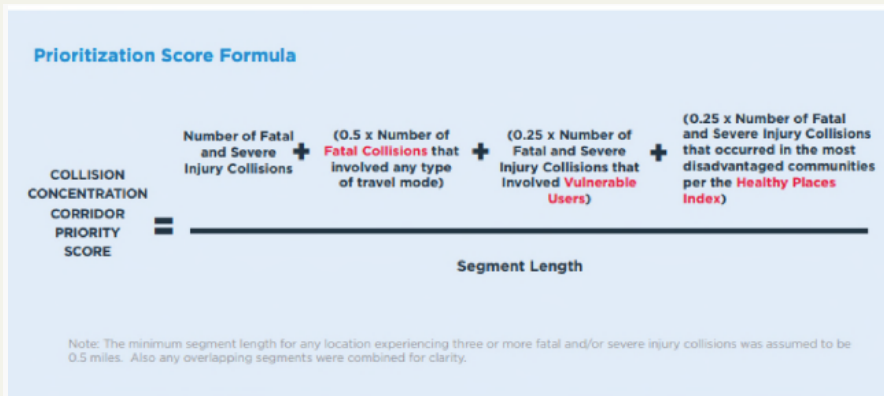 Prioritization Score Formula
COLLISION
CONCENTRATION
CORRIDOR
PRIORITY
SCORE
=
Number of Fatal
and Severe
Injury Collisions
+
(0.5 x Number of
Fatal Collisions that
involved any type
of travel mode)
+
(0.25 x Number of
Fatal and Severe
Injury Collisions that
Involved Vulnerable
Users)
+
(0.25 x Number of Fatal
and Severe Injury Collisions
that occurred in the most
disadvantaged communities
per the Healthy Places
Index)
Segment Length
Note: The minimum segment length for any location experiencing three or more fatal and/or severe injury collisions was assumed to be
0.5 miles. Also any overlapping segments were combined for clarity.